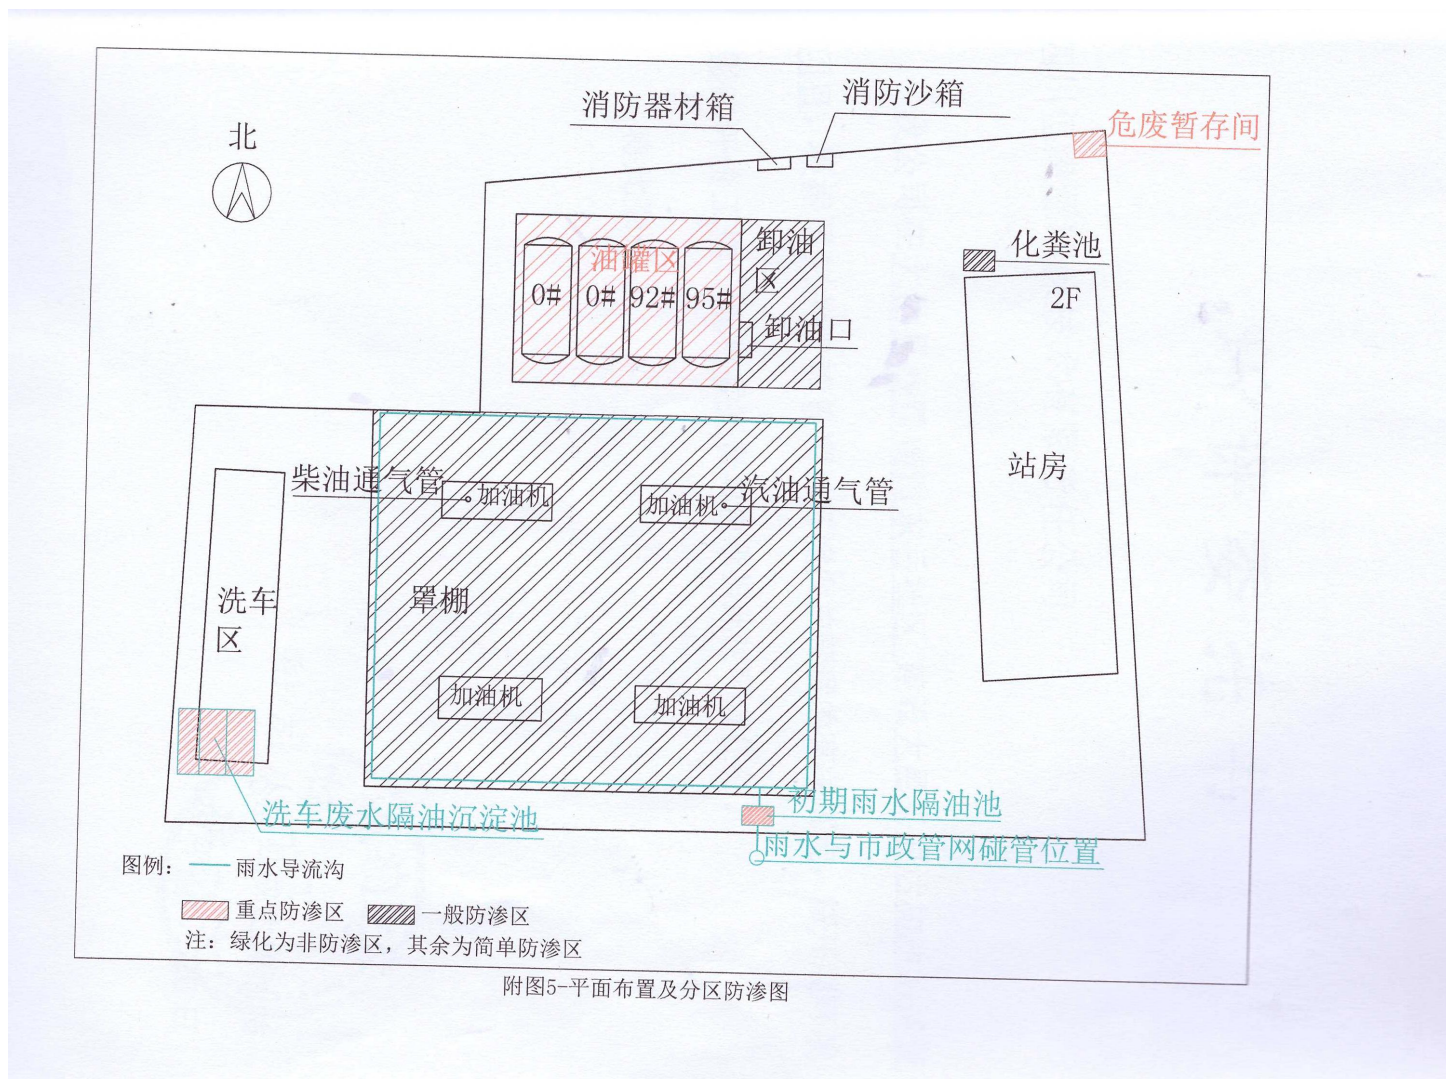 消防器材箱
消防沙箱
危废暂存间
北
卸油
区
油罐区
化粪池
0#
0#
92#
95#
2F
卸油口
柴油通气管
加油机
加油机
汽油通气管
站房
洗车
区
罩棚
加油机
加油机
洗车废水隔油沉淀池
初期雨水隔油池
雨水与市政管网碰管位置
图例：
雨水导流沟
重点防渗区
一般防渗区
注：绿化为非防渗区，其余为简单防渗区
附图5-平面布置及分区防渗图